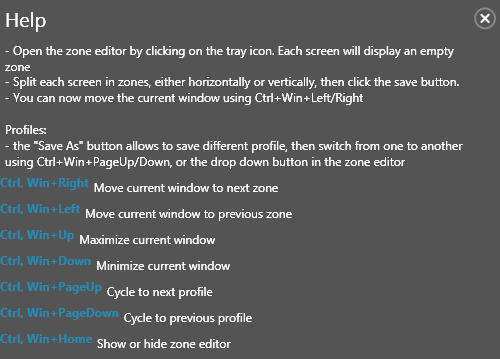 Help
- Open the zone editor by clicking on the tray icon. Each screen will display an empty
zone
- Split each screen in zones, either horizontally or vertically, then click the save button.
- You can now move the current window using Ctrl+Win+Left/Right
Profiles:
- the "Save As" button allows to save different profile, then switch from one to another
using Ctrl+Win+PageUp/Down, or the drop down button in the zone editor
Ctrl, Win+Right Move current window to next zone
Ctrl, Win+Left Move current window to previous zone
Ctrl, Win+Up Maximize current window
Ctrl, Win+Down Minimize current window
Ctrl, Win+PageUp Cycle to next profile
Ctrl, Win+PageDown Cycle to previous profile
Ctrl, Win+Home Show or hide zone editor